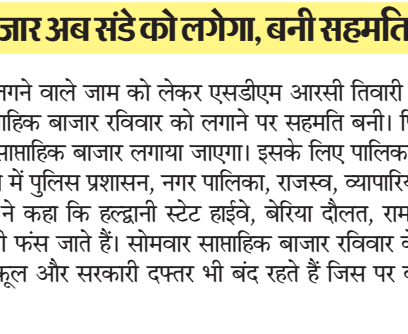 जार अब संडे को लगेगा, बनी सहमति
लगने वाले जाम को लेकर एसडीएम आरसी तिवारी
ाहिक बाजार रविवार को लगाने पर सहमति बनी।
साप्ताहिक बाजार लगाया जाएगा। इसके लिए पालिका
में पुलिस प्रशासन, नगर पालिका, राजस्व, व्यापारिय
ने कहा कि हल्द्वानी स्टेट हाईवे, बेरिया दौलत, राम
ी फंस जाते हैं। सोमवार साप्ताहिक बाजार रविवार के
कूल और सरकारी दफ्तर भी बंद रहते हैं जिस पर